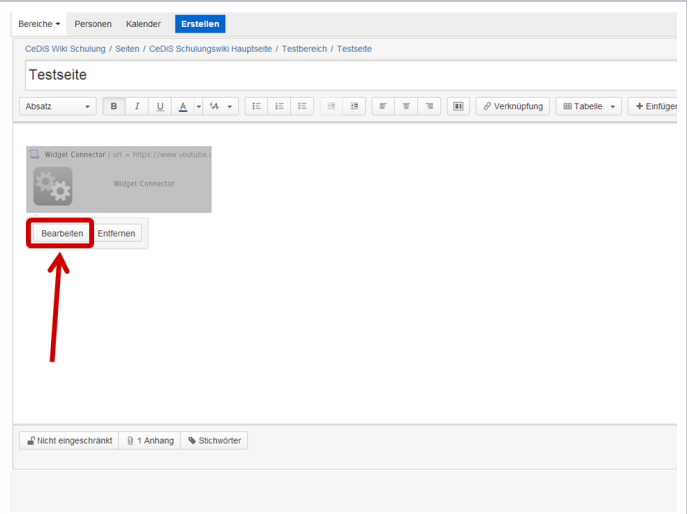 Bereiche Personen Kalender Erstellen
CeDiS Wiki Schulung / Seiten / CeDiS Schulungswiki Hauptseite / Testbereich / Testseite
Testseite
Absatz B I U A Verknüpfung Tabelle + Einfügen
Widget Connector | url = https://www.youtube.
Widget Connector
Bearbeiten Entfernen
Nicht eingeschränkt 1 Anhang Stichwörter